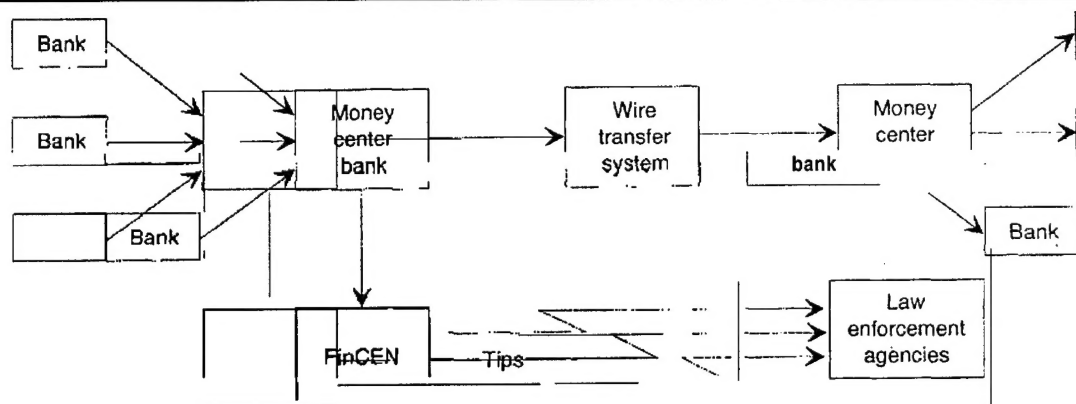 Bank
Bank
Bank
Money
center
bank
Wire
transfer
system
Money
center
bank
Bank
FinCEN
Tips
Law
enforcement
agencies